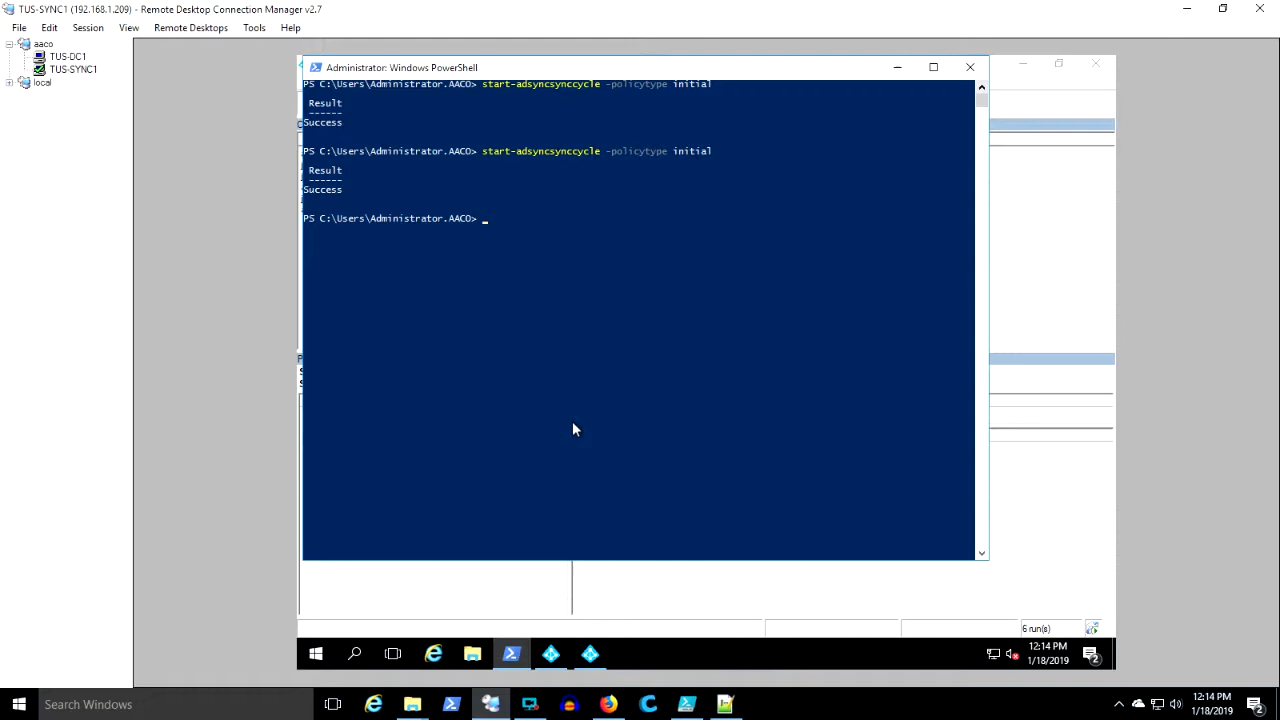 TUS-SYNC1 (192.168.1.209) - Remote Desktop Connection Manager v2.7
File Edit Session View Remote Desktops Tools Help
aaco
TUS-DC1
TUS-SYNC1
local
Administrator: Windows PowerShell
PS C:\Users\Administrator.AACO> start-adsyncsynccycle -policytype initial
Result
------
Success
PS C:\Users\Administrator.AACO> start-adsyncsynccycle -policytype initial
Result
------
Success
PS C:\Users\Administrator.AACO> _
6 run(s)
12:14 PM
1/18/2019
2
Search Windows
12:14 PM
1/18/2019
2